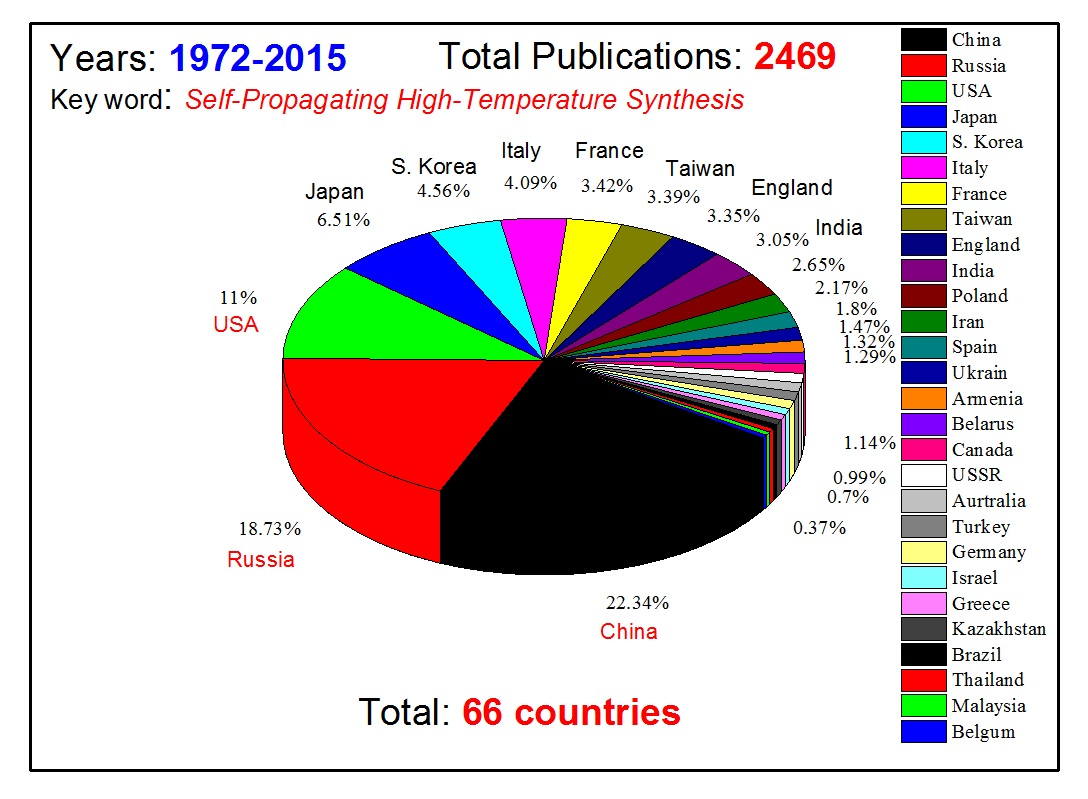 Years: 1972-2015
Total Publications: 2469
Key word: Self-Propagating High-Temperature Synthesis
Japan
6.51%
S. Korea
4.56%
Italy
4.09%
France
3.42%
Taiwan
3.39%
England
3.35%
India
3.05%
2.65%
2.17%
1.8%
1.47%
1.32%
1.29%
11%
USA
1.14%
0.99%
0.7%
0.37%
18.73%
Russia
22.34%
China
Total: 66 countries
China
Russia
USA
Japan
S. Korea
Italy
France
Taiwan
England
India
Poland
Iran
Spain
Ukrain
Armenia
Belarus
Canada
USSR
Aurtralia
Turkey
Germany
Israel
Greece
Kazakhstan
Brazil
Thailand
Malaysia
Belgum